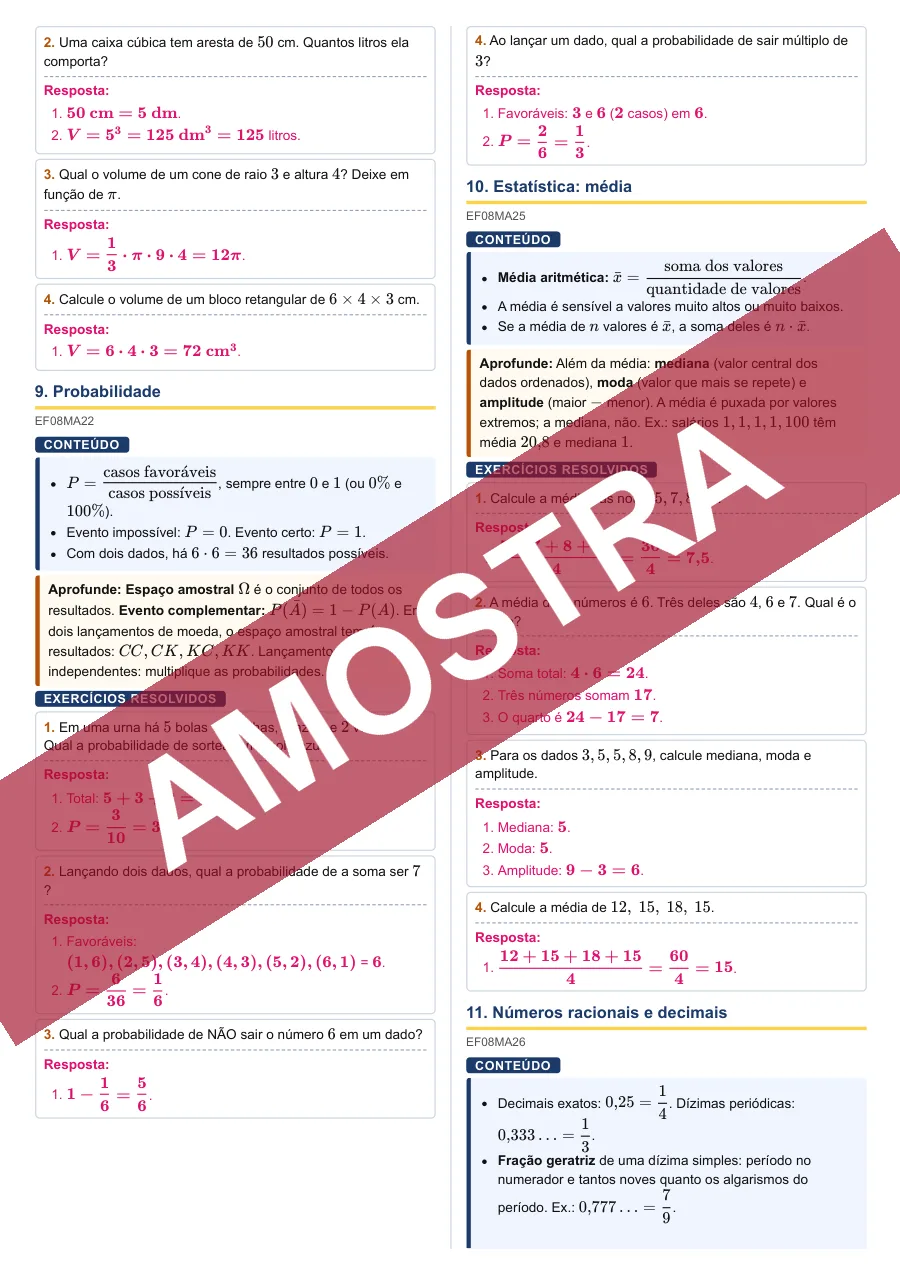 2. Uma caixa cúbica tem aresta de 50 cm. Quantos litros ela
comporta?
Resposta:
1. 50 cm = 5 dm.
2. V = 5³ = 125 dm³ = 125 litros.
3. Qual o volume de um cone de raio 3 e altura 4? Deixe em
função de π.
Resposta:
1. V = 1/3 · π · 9 · 4 = 12π.
4. Calcule o volume de um bloco retangular de 6 × 4 × 3 cm.
Resposta:
1. V = 6 · 4 · 3 = 72 cm³.
9. Probabilidade
EF08MA22
CONTEÚDO
• P = casos favoráveis/casos possíveis, sempre entre 0 e 1 (ou 0% e
100%).
• Evento impossível: P = 0. Evento certo: P = 1.
• Com dois dados, há 6 · 6 = 36 resultados possíveis.
Aprofunde: Espaço amostral Ω é o conjunto de todos os
resultados. Evento complementar: P(Ā) = 1 − P(A).
dois lançamentos de moeda, o espaço amostral
resultados: CC, CK, KC, KK. Lançamento
independentes: multiplique as probabilidades.
EXERCÍCIOS RESOLVIDOS
1. Em uma urna há 5 bolas
Qual a probabilidade de
Resposta:
1. Total: 5 + 3
2. P = 3/10 =
2. Lançando dois dados, qual a probabilidade de a soma ser 7
?
Resposta:
1. Favoráveis:
(1, 6), (2, 5), (3, 4), (4, 3), (5, 2), (6, 1) = 6.
2. P = 6/36 = 1/6.
3. Qual a probabilidade de NÃO sair o número 6 em um dado?
Resposta:
1. 1 − 1/6 = 5/6.
4. Ao lançar um dado, qual a probabilidade de sair múltiplo de
3?
Resposta:
1. Favoráveis: 3 e 6 (2 casos) em 6.
2. P = 2/6 = 1/3.
10. Estatística: média
EF08MA25
CONTEÚDO
• Média aritmética: x̄ = soma dos valores/quantidade de valores.
• A média é sensível a valores muito altos ou muito baixos.
• Se a média de n valores é x̄, a soma deles é n · x̄.
Aprofunde: Além da média: mediana (valor central dos
dados ordenados), moda (valor que mais se repete) e
amplitude (maior − menor). A média é puxada por valores
extremos; a mediana, não. Ex.: salários 1, 1, 1, 1, 100 têm
média 20,8 e mediana 1.
EXERCÍCIOS RESOLVIDOS
1. Calcule a 5, 7,
+ 8 + /4 = /4 = 7,5.
2. A média números é 6. Três deles são 4, 6 e 7. Qual é o
Resposta:
1. Soma total: 4 · 6 = 24.
2. Três números somam 17.
3. O quarto é 24 − 17 = 7.
3. Para os dados 3, 5, 5, 8, 9, calcule mediana, moda e
amplitude.
Resposta:
1. Mediana: 5.
2. Moda: 5.
3. Amplitude: 9 − 3 = 6.
4. Calcule a média de 12, 15, 18, 15.
Resposta:
1. 12 + 15 + 18 + 15/4 = 60/4 = 15.
11. Números racionais e decimais
EF08MA26
CONTEÚDO
• Decimais exatos: 0,25 = 1/4. Dízimas periódicas:
0,333 … = 1/3.
• Fração geratriz de uma dízima simples: período no
numerador e tantos noves quanto os algarismos do
período. Ex.: 0,777 … = 7/9.
AMOSTRA